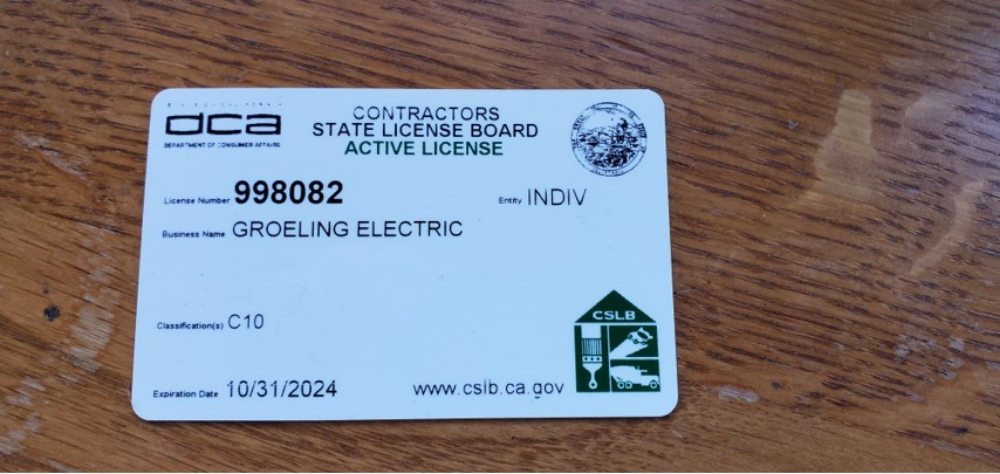 dca
DEPARTMENT OF CONSUMER AFFAIRS
CONTRACTORS
STATE LICENSE BOARD
ACTIVE LICENSE
License Number 998082
Entity INDIV
Business Name GROELING ELECTRIC
Classification(s) C10
CSLB
Expiration Date 10/31/2024
www.cslb.ca.gov